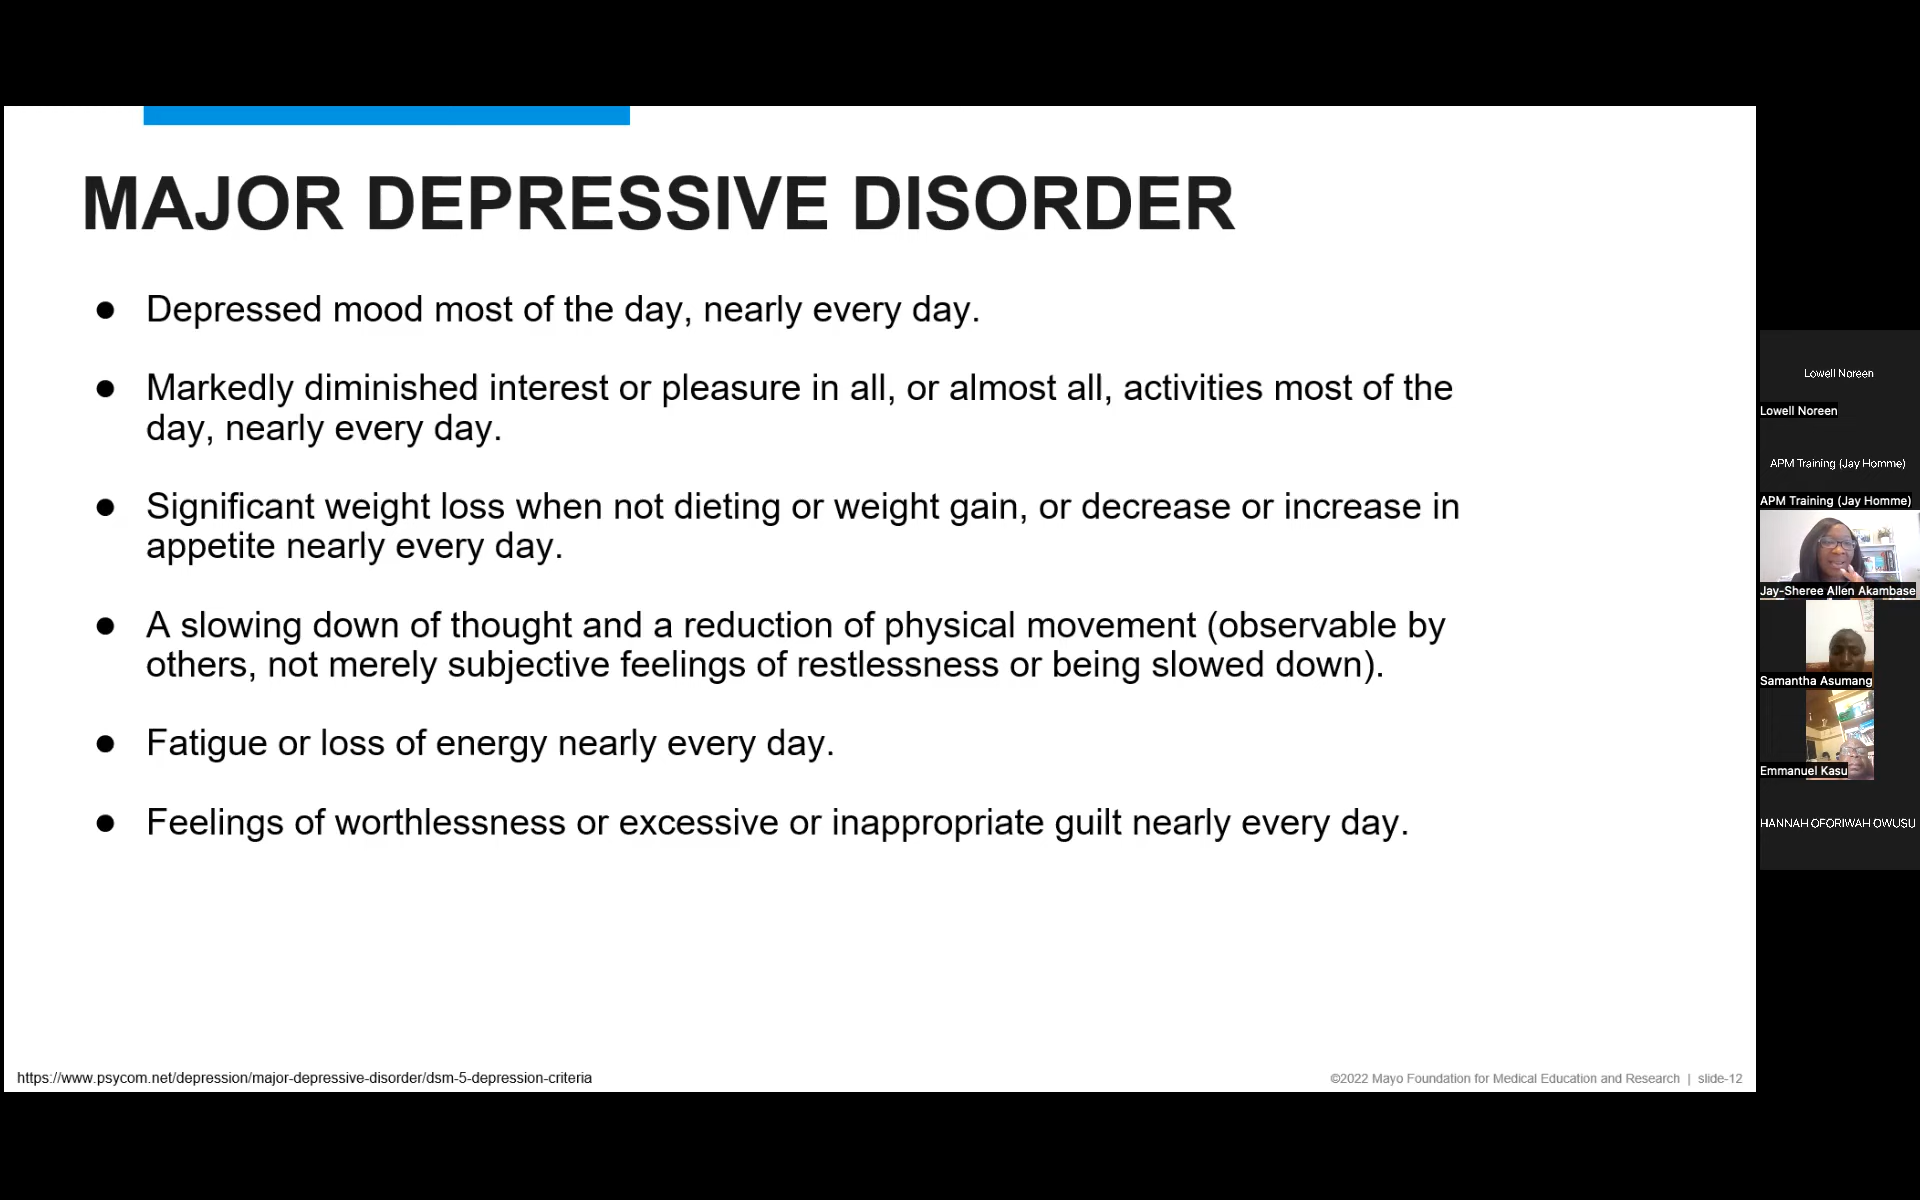 MAJOR DEPRESSIVE DISORDER
● Depressed mood most of the day, nearly every day.
● Markedly diminished interest or pleasure in all, or almost all, activities most of the
day, nearly every day.
● Significant weight loss when not dieting or weight gain, or decrease or increase in
appetite nearly every day.
● A slowing down of thought and a reduction of physical movement (observable by
others, not merely subjective feelings of restlessness or being slowed down).
● Fatigue or loss of energy nearly every day.
● Feelings of worthlessness or excessive or inappropriate guilt nearly every day.
https://www.psycom.net/depression/major-depressive-disorder/dsm-5-depression-criteria
©2022 Mayo Foundation for Medical Education and Research | slide-12
Lowell Noreen
Lowell Noreen
APM Training (Jay Homme)
APM Training (Jay Homme)
Jay-Sheree Allen Akambase
Samantha Asumang
Emmanuel Kasu
HANNAH OFORIWAH OWUSU